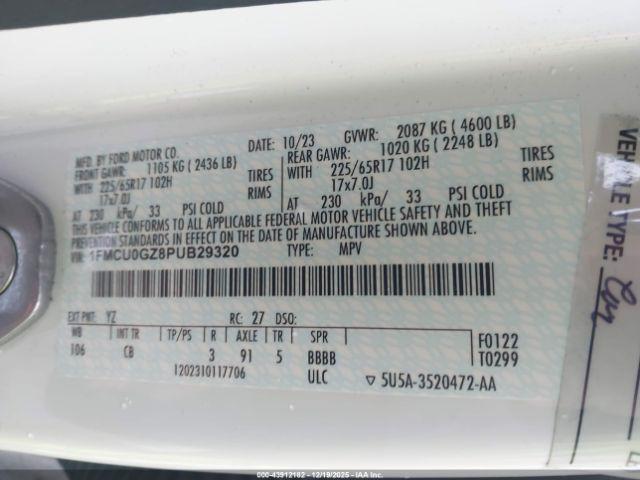 MFD. BY FORD MOTOR CO.
DATE: 10/23 GVWR: 2087 KG ( 4600 LB)
FRONT GAWR: 1105 KG ( 2436 LB)
REAR GAWR: 1020 KG ( 2248 LB)
WITH 225/65R17 102H TIRES
WITH 225/65R17 102H TIRES
17x7.0J RIMS
17x7.0J RIMS
AT 230 kPa/ 33 PSI COLD
AT 230 kPa/ 33 PSI COLD
CONFORMS TO ALL APPLICABLE FEDERAL MOTOR VEHICLE SAFETY AND THEFT
PREVENTION STANDARDS IN EFFECT ON THE DATE OF MANUFACTURE SHOWN ABOVE.
VIN: 1FMCU0GZ8PUB29320 TYPE: MPV
EXT PNT: YZ RC: 27 DSO:
WB INT TR TP/PS R AXLE TR SPR F0122
106 CB 3 91 5 BBBB T0299
120231011​7706 ULC ▽ 5U5A-3520472-AA
VEHICLE TYPE:
000-43912182 - 12/19/2025 - IAA Inc.